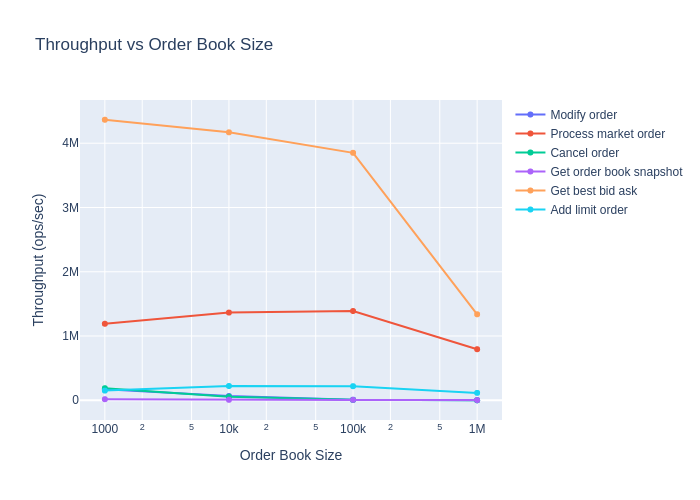 Throughput vs Order Book Size
Modify order
Process market order
Cancel order
Get order book snapshot
Get best bid ask
Add limit order
Throughput (ops/sec)
4M
3M
2M
1M
0
1000 2 5 10k 2 5 100k 2 5 1M
Order Book Size